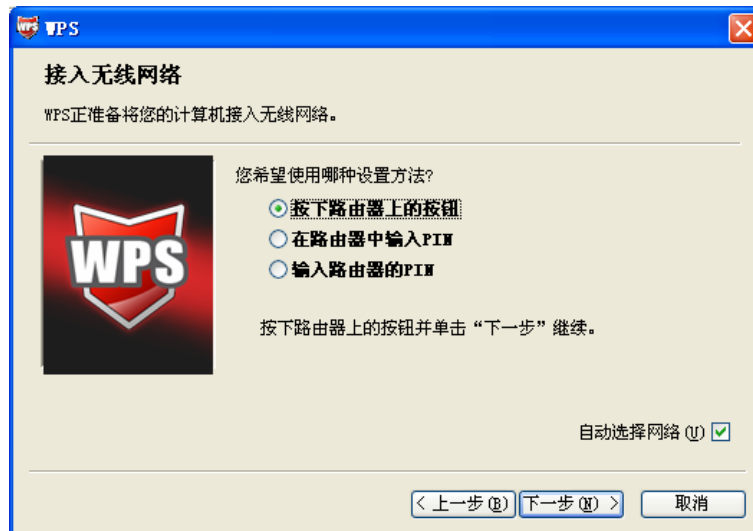 WPS
接入无线网络
WPS正准备将您的计算机接入无线网络。
WPS
您希望使用哪种设置方法?
按下路由器上的按钮
在路由器中输入PIN
输入路由器的PIN
按下路由器上的按钮并单击“下一步”继续。
自动选择网络(U)
< 上一步(B) 下一步(N) > 取消